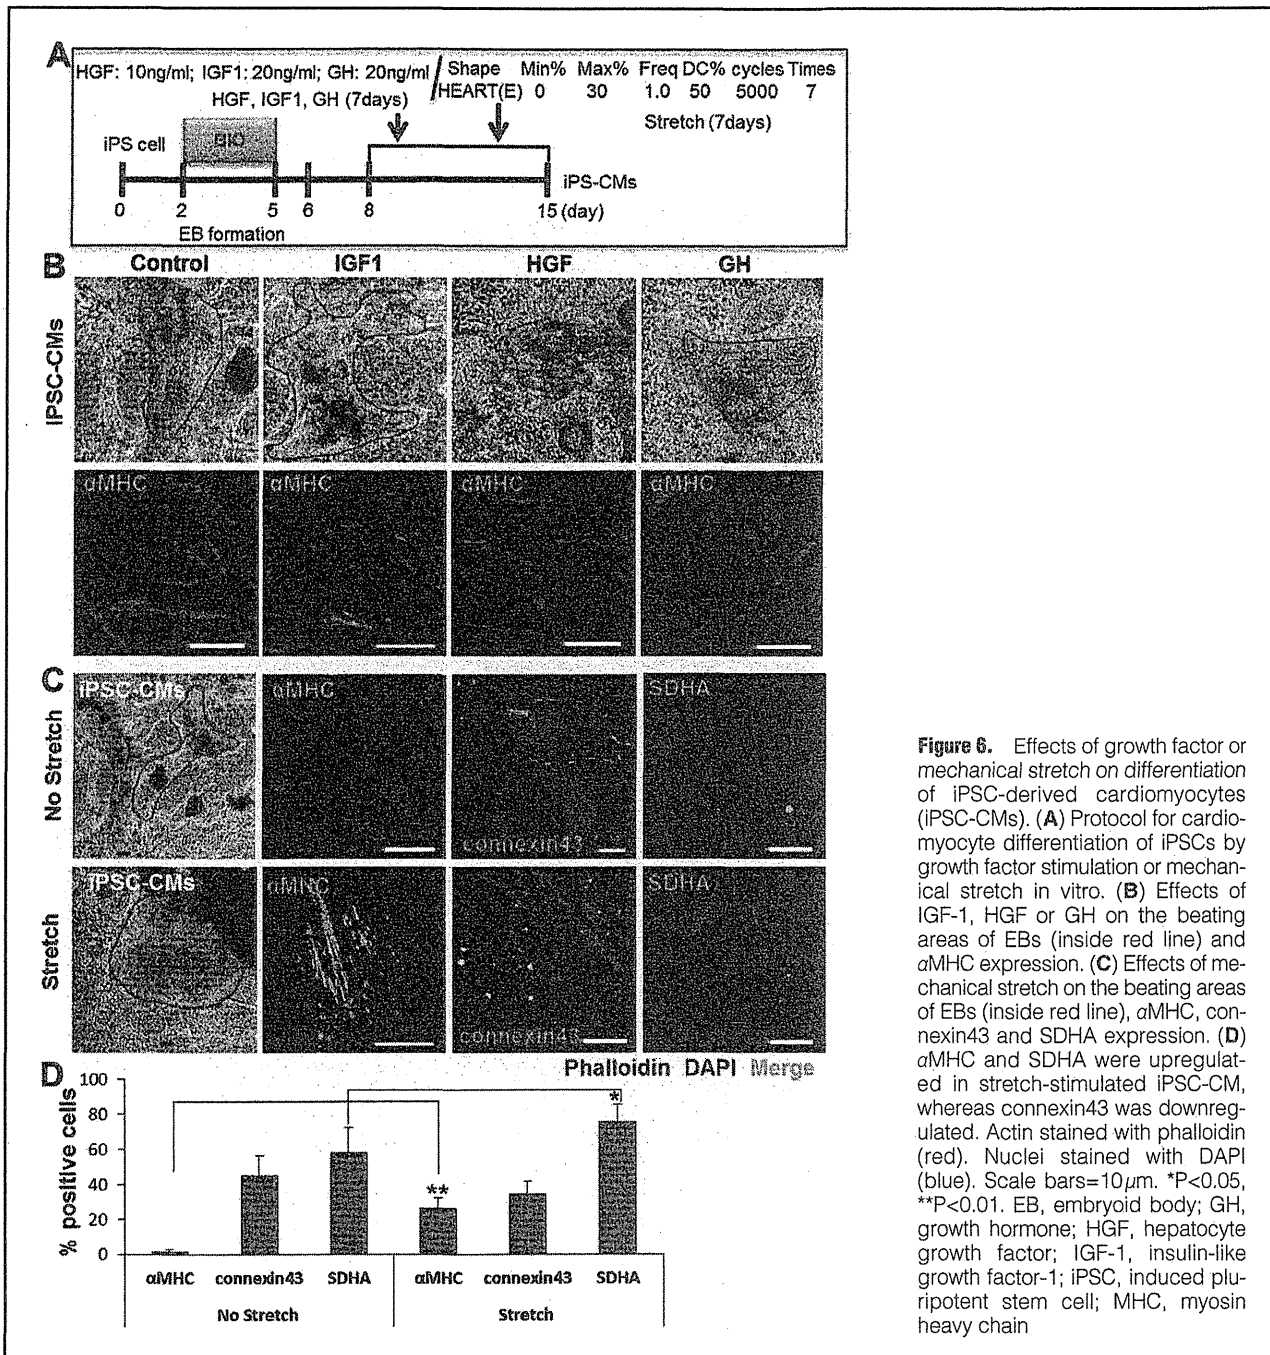 A
HGF: 10ng/ml; IGF1: 20ng/ml; GH: 20ng/ml / Shape Min% Max% Freq DC% cycles Times
HEART(E) 0 30 1.0 50 5000 7
HGF, IGF1, GH (7days)
Stretch (7days)
iPS cell
BIO
iPS-CMs
0 2 5 6 8 15 (day)
EB formation
B
Control IGF1 HGF GH
iPSC-CMs
αMHC αMHC αMHC αMHC
C
No Stretch
iPSC-CMs αMHC connexin43 SDHA
Stretch
iPSC-CMs αMHC connexin43 SDHA
Phalloidin DAPI Merge
D
% positive cells
100
80
60
40
20
0
** *
αMHC connexin43 SDHA αMHC connexin43 SDHA
No Stretch Stretch
Figure 6. Effects of growth factor or
mechanical stretch on differentiation
of iPSC-derived cardiomyocytes
(iPSC-CMs). (A) Protocol for cardio-
myocyte differentiation of iPSCs by
growth factor stimulation or mechan-
ical stretch in vitro. (B) Effects of
IGF-1, HGF or GH on the beating
areas of EBs (inside red line) and
αMHC expression. (C) Effects of me-
chanical stretch on the beating areas
of EBs (inside red line), αMHC, con-
nexin43 and SDHA expression. (D)
αMHC and SDHA were upregulat-
ed in stretch-stimulated iPSC-CM,
whereas connexin43 was downreg-
ulated. Actin stained with phalloidin
(red). Nuclei stained with DAPI
(blue). Scale bars=10μm. *P<0.05,
**P<0.01. EB, embryoid body; GH,
growth hormone; HGF, hepatocyte
growth factor; IGF-1, insulin-like
growth factor-1; iPSC, induced plu-
ripotent stem cell; MHC, myosin
heavy chain